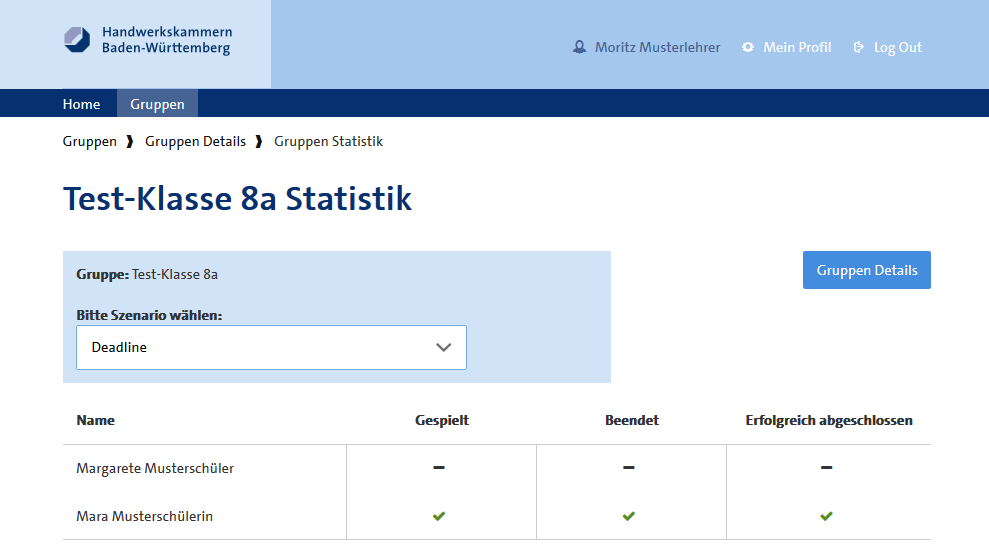 Handwerkskammern
Baden-Württemberg
Moritz Musterlehrer Mein Profil Log Out
Home Gruppen
Gruppen ❱ Gruppen Details ❱ Gruppen Statistik
Test-Klasse 8a Statistik
Gruppe: Test-Klasse 8a
Gruppen Details
Bitte Szenario wählen:
Deadline
Name Gespielt Beendet Erfolgreich abgeschlossen
Margarete Musterschüler – – –
Mara Musterschülerin ✔ ✔ ✔